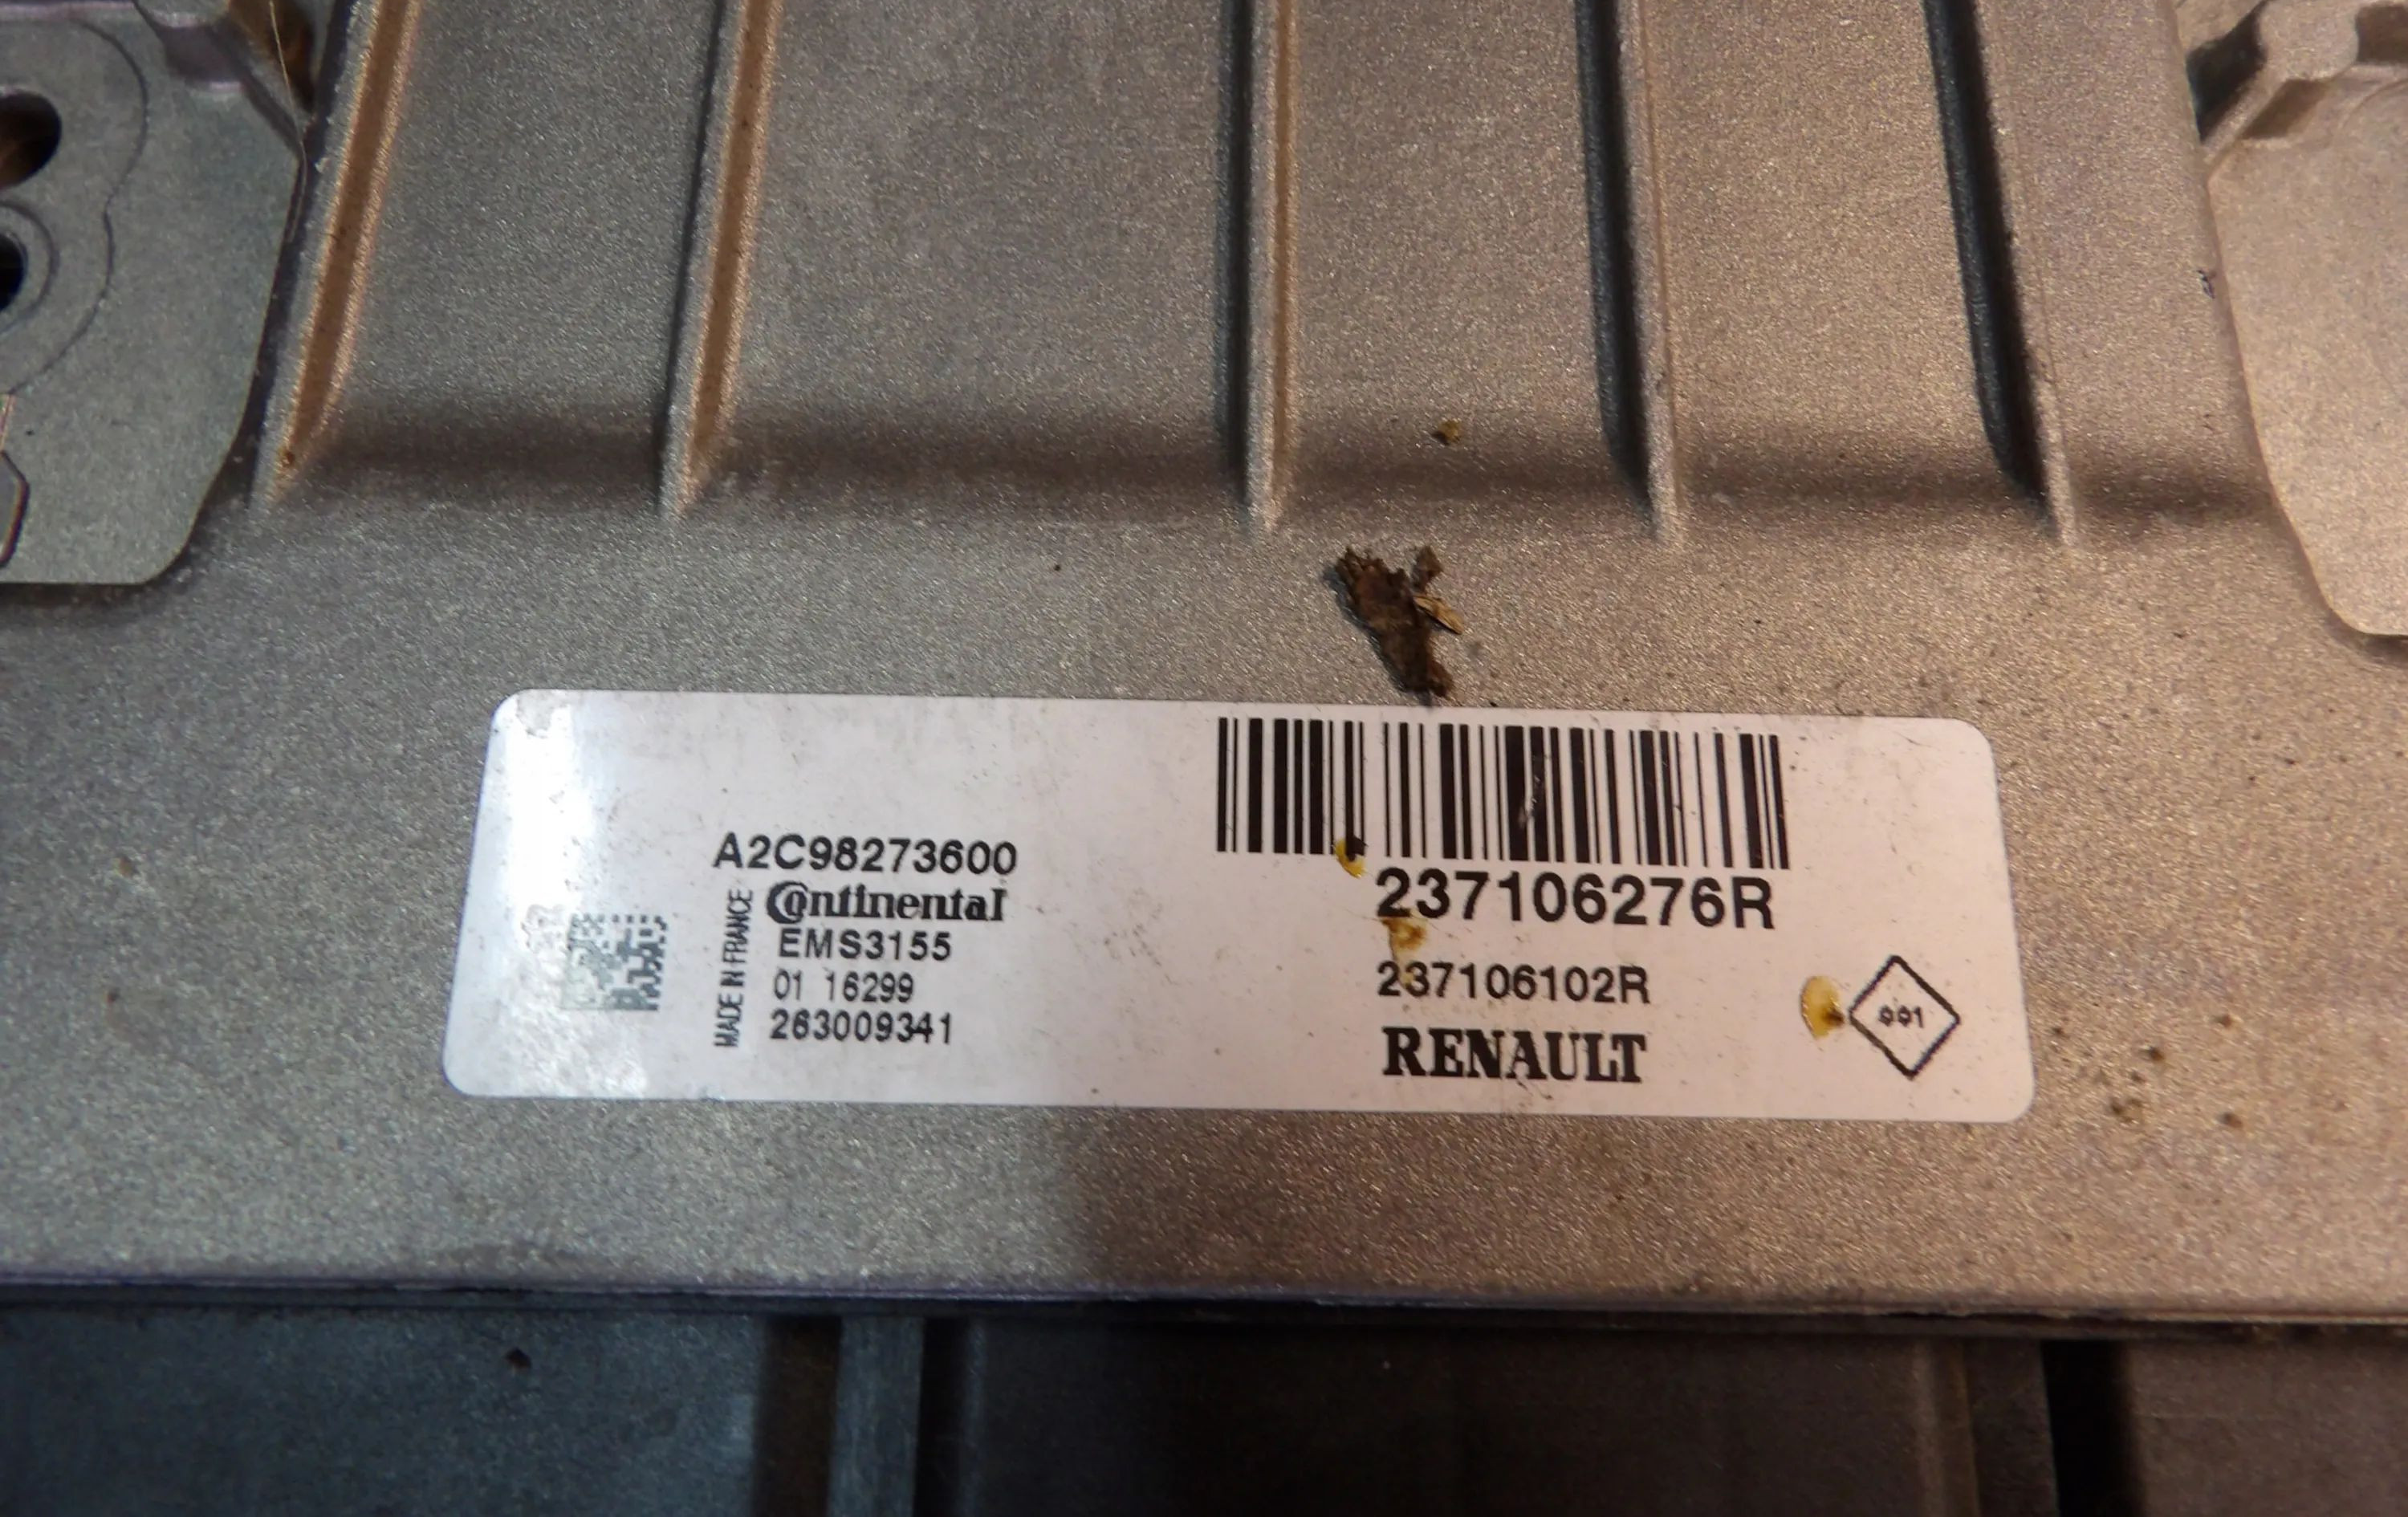 A2C98273600
MADE IN FRANCE
Continental
EMS3155
01 16299
263009341
237106276R
237106102R
RENAULT
001